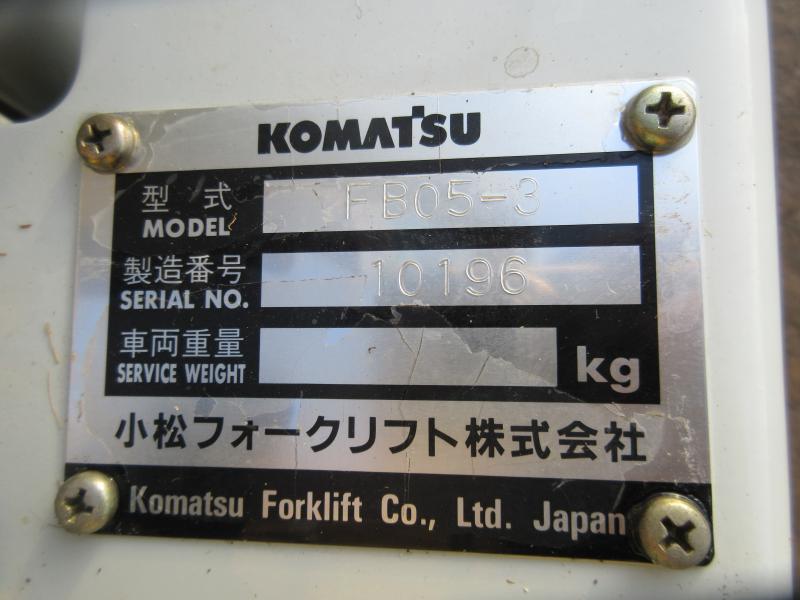 KOMATSU
型式 FB05-3
MODEL
製造番号 10196
SERIAL NO.
車両重量
SERVICE WEIGHT kg
小松フォークリフト株式会社
Komatsu Forklift Co., Ltd. Japan